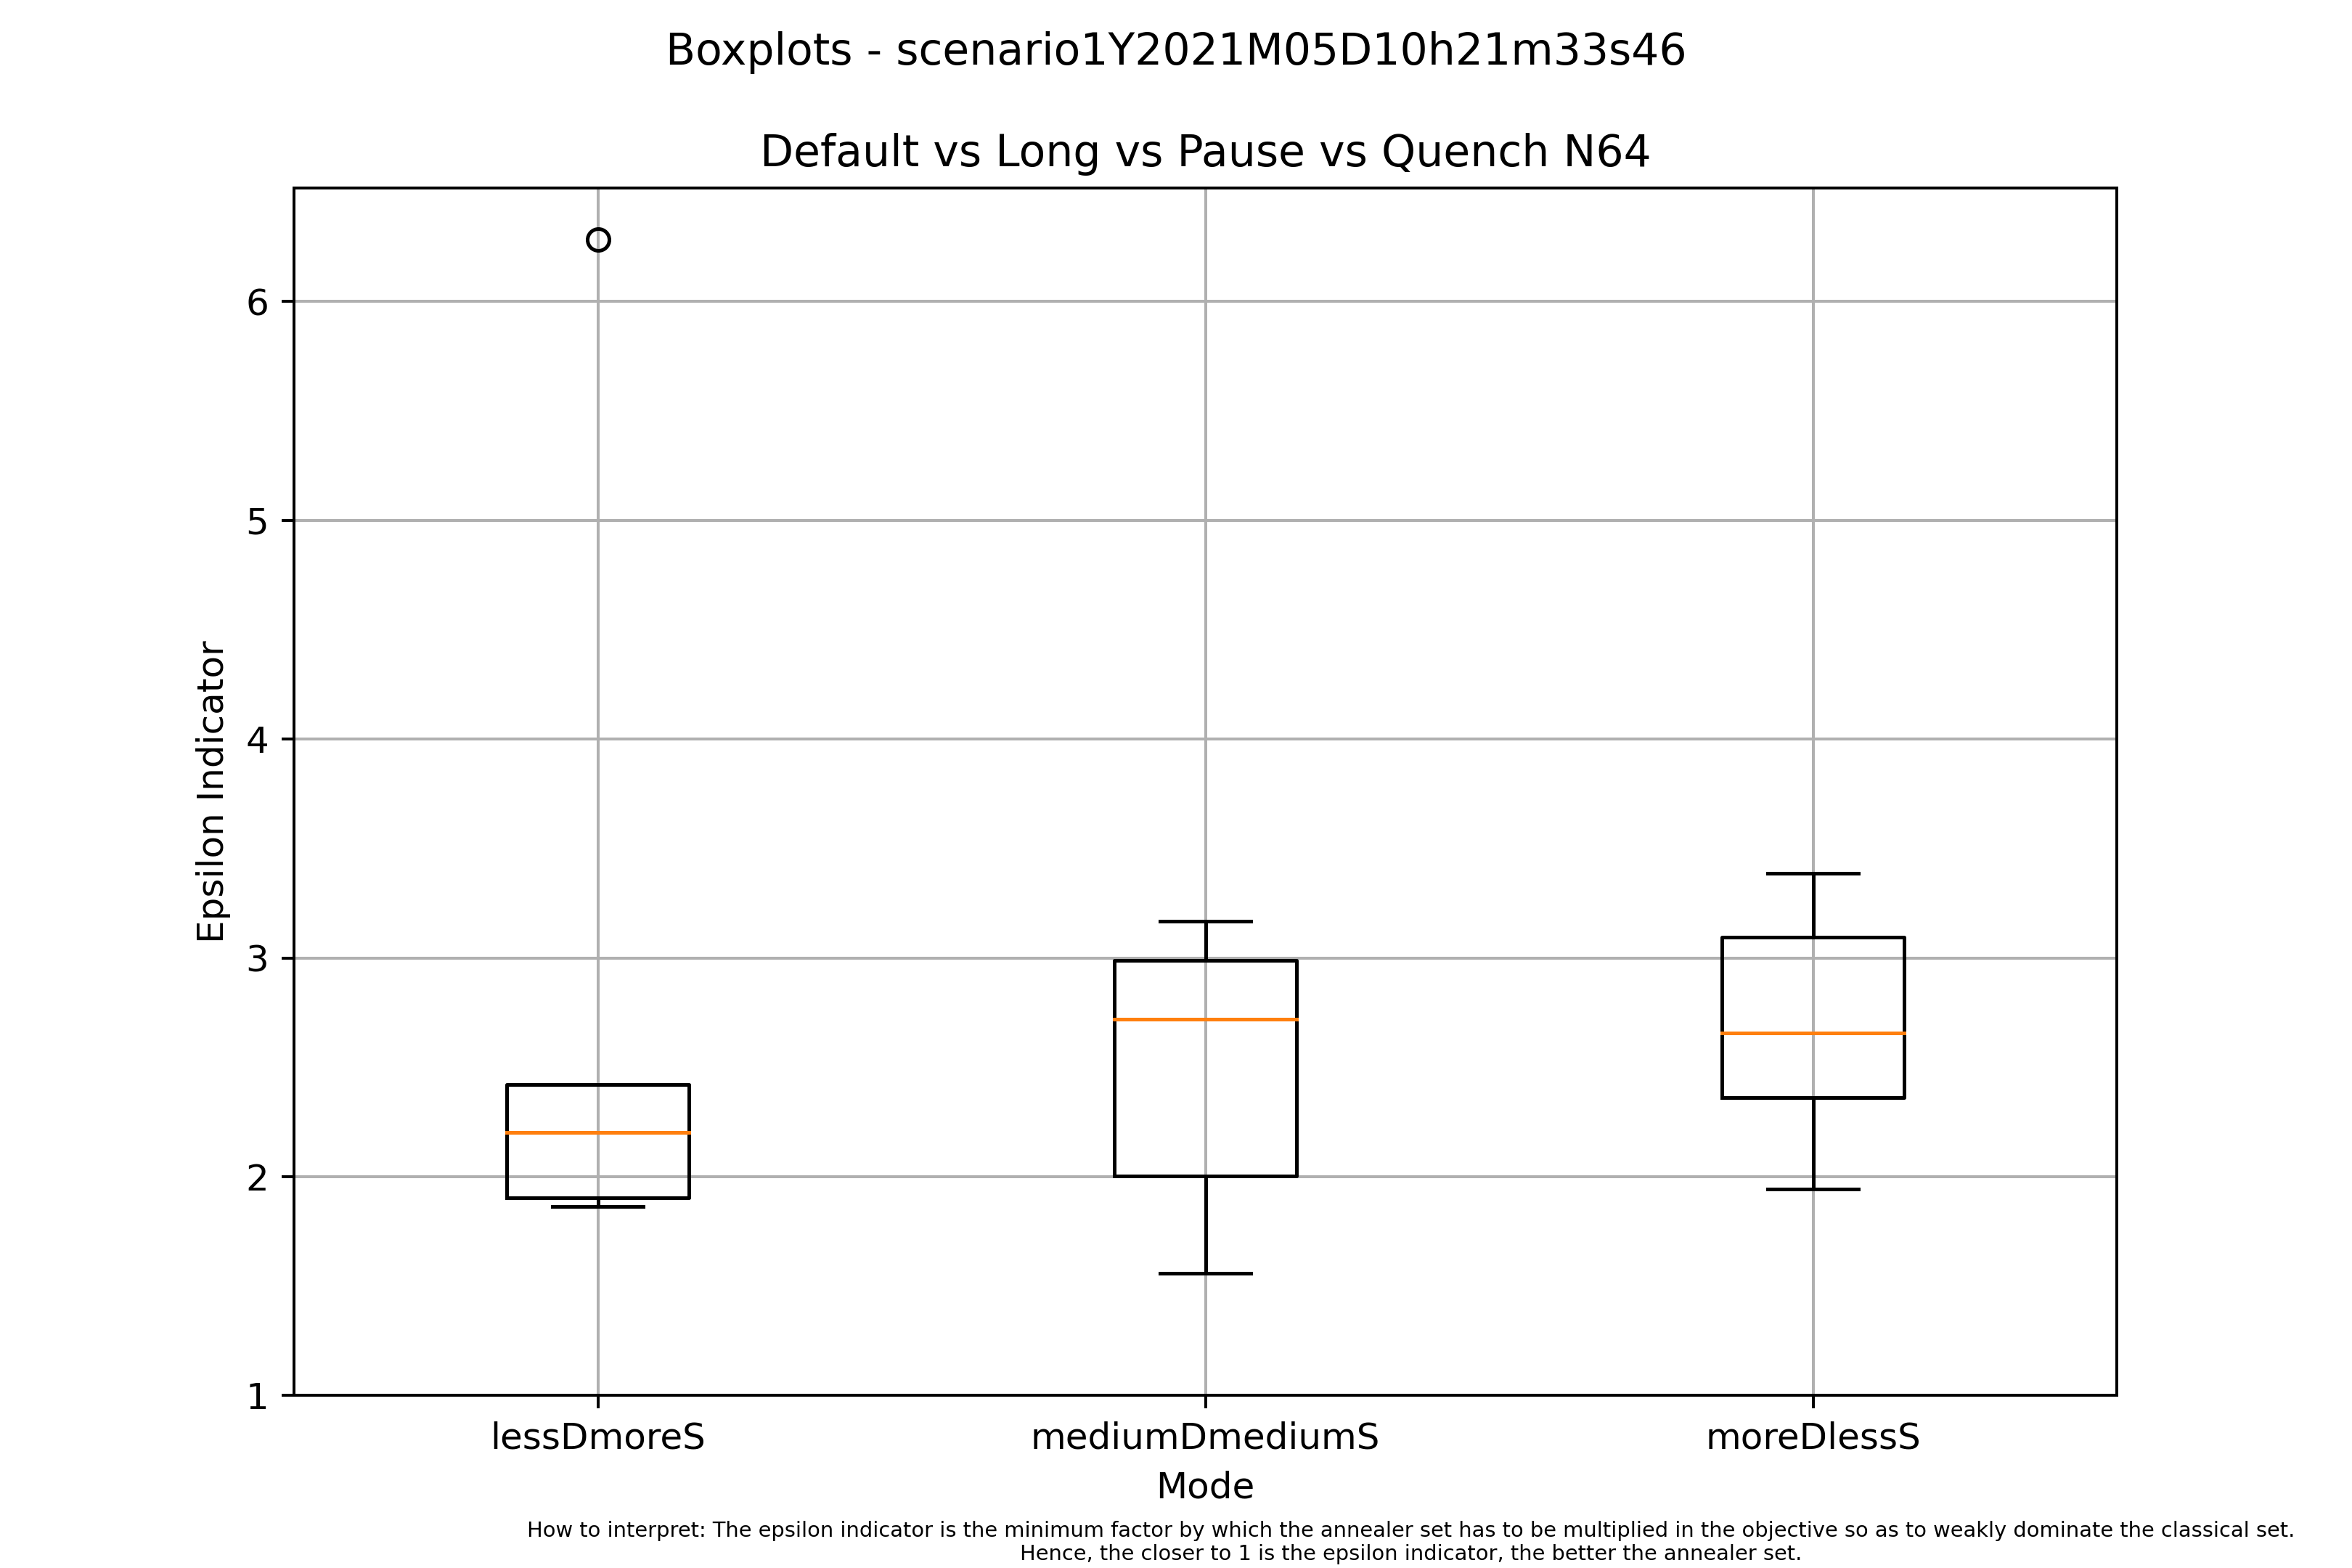 Boxplots - scenario1Y2021M05D10h21m33s46
Default vs Long vs Pause vs Quench N64
6
5
4
3
2
1
Epsilon Indicator
lessDmoreS
mediumDmediumS
moreDlessS
Mode
How to interpret: The epsilon indicator is the minimum factor by which the annealer set has to be multiplied in the objective so as to weakly dominate the classical set.
Hence, the closer to 1 is the epsilon indicator, the better the annealer set.